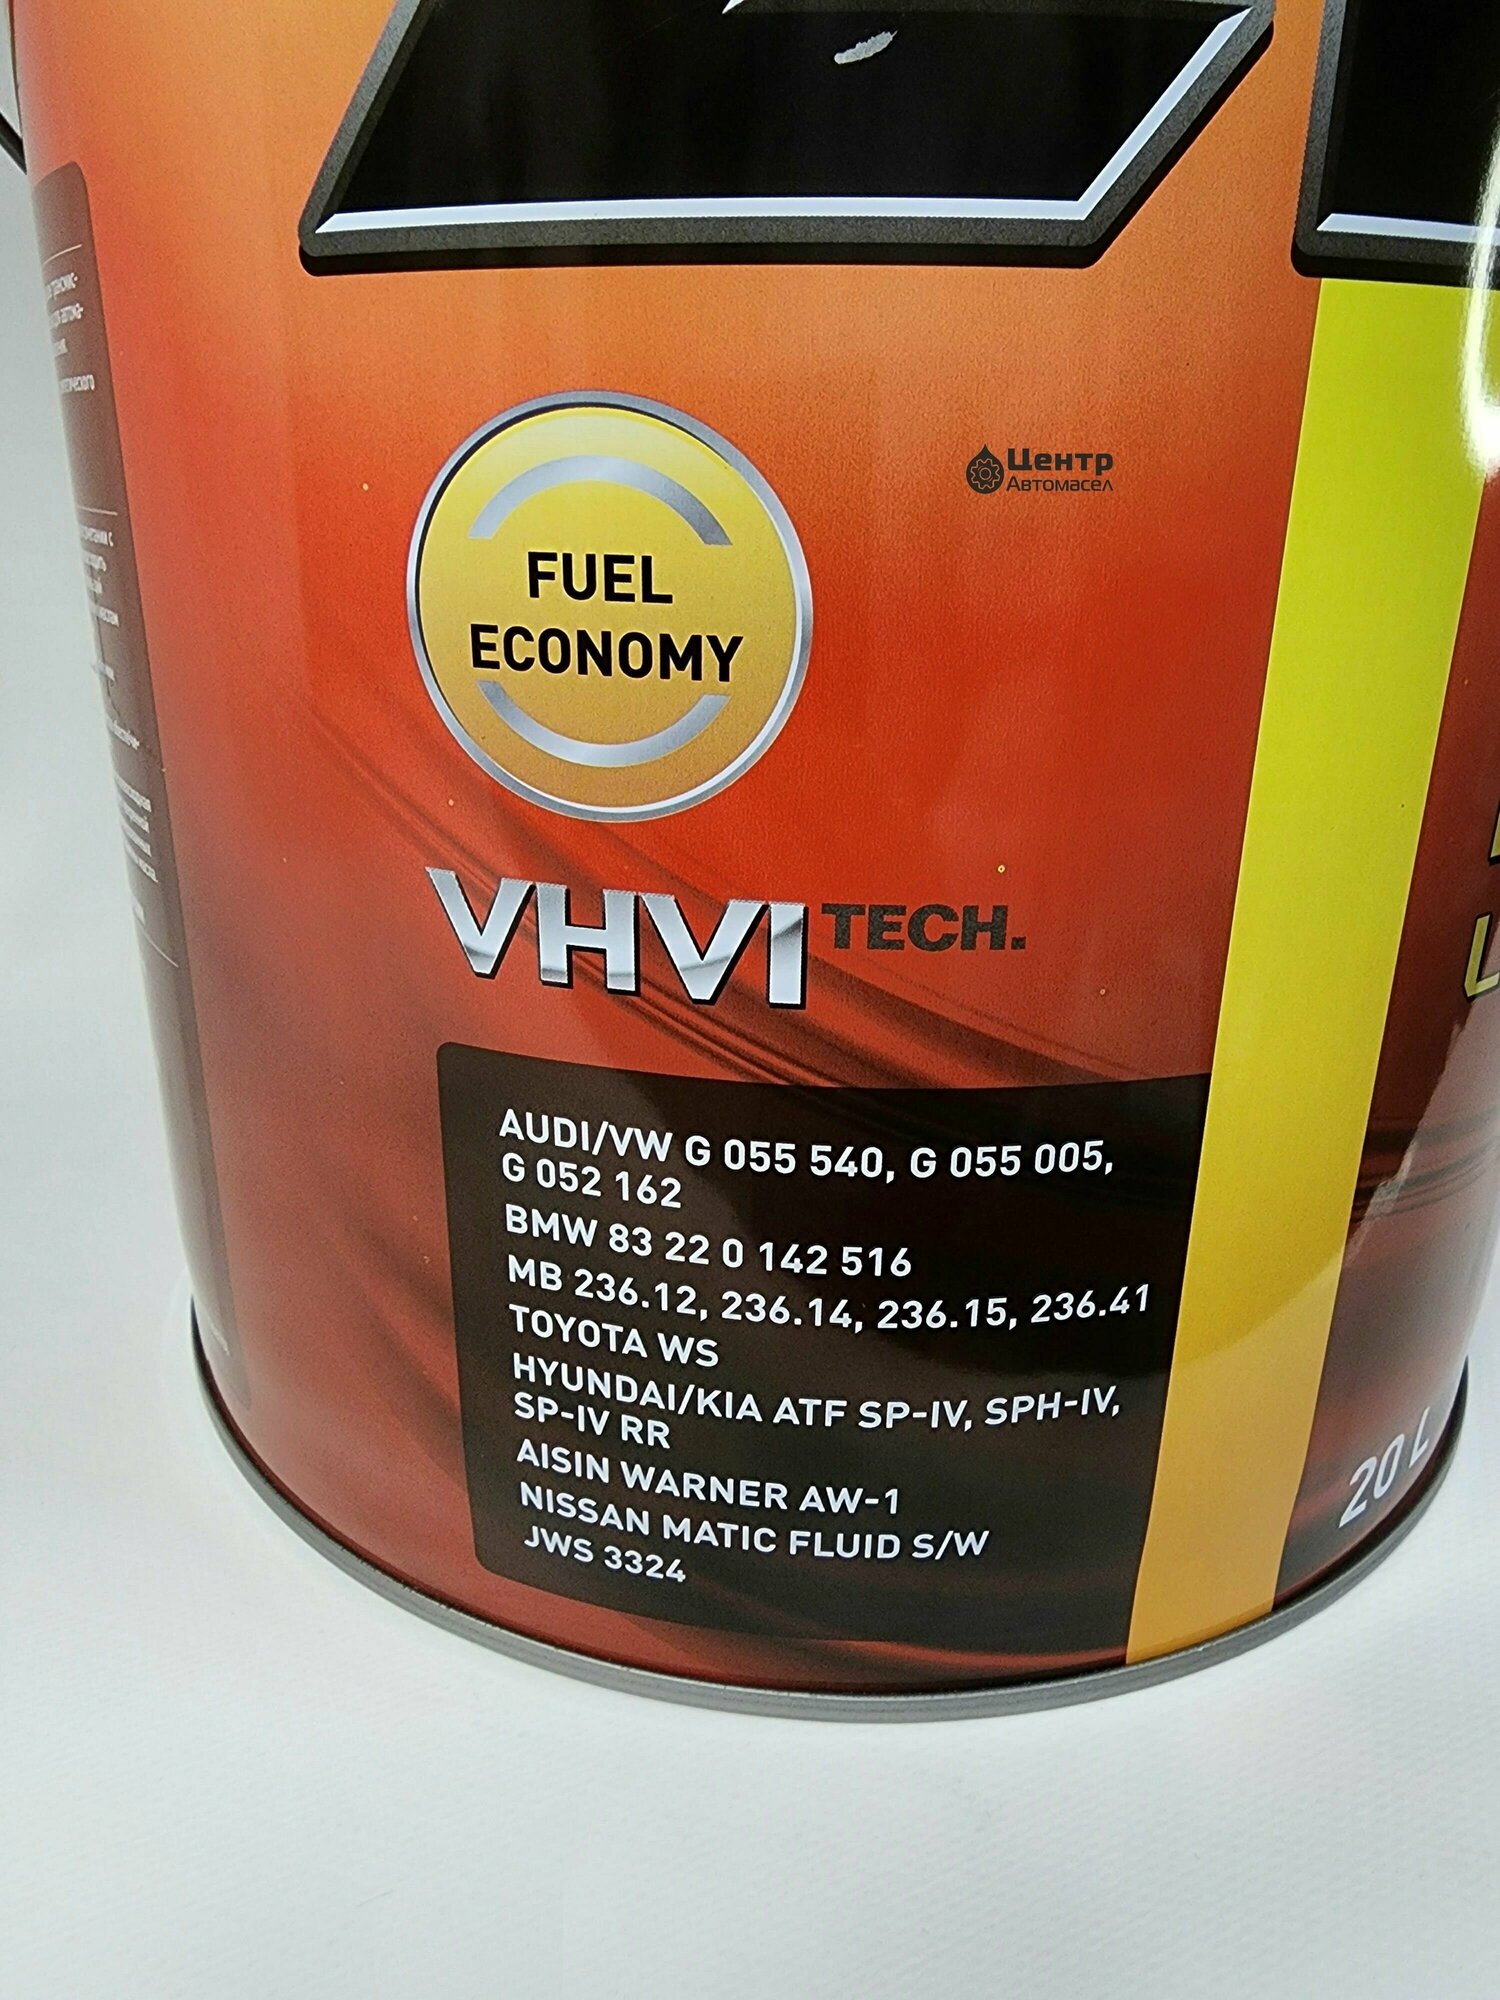 Центр
Автомасел
FUEL
ECONOMY
VHVI TECH.
AUDI/VW G 055 540, G 055 005,
G 052 162
BMW 83 22 0 142 516
MB 236.12, 236.14, 236.15, 236.41
TOYOTA WS
HYUNDAI/KIA ATF SP-IV, SPH-IV,
SP-IV RR
AISIN WARNER AW-1
NISSAN MATIC FLUID S/W
JWS 3324
20 L